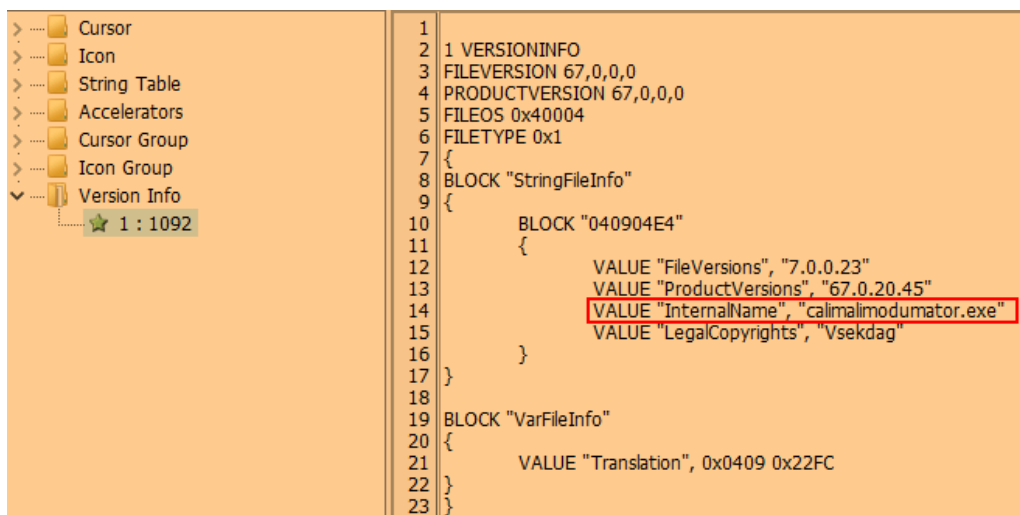 Cursor
Icon
String Table
Accelerators
Cursor Group
Icon Group
Version Info
1 : 1092
1
2 1 VERSIONINFO
3 FILEVERSION 67,0,0,0
4 PRODUCTVERSION 67,0,0,0
5 FILEOS 0x40004
6 FILETYPE 0x1
7 {
8 BLOCK "StringFileInfo"
9 {
10 BLOCK "040904E4"
11 {
12 VALUE "FileVersions", "7.0.0.23"
13 VALUE "ProductVersions", "67.0.20.45"
14 VALUE "InternalName", "calimalimodumator.exe"
15 VALUE "LegalCopyrights", "Vsekdag"
16 }
17 }
18
19 BLOCK "VarFileInfo"
20 {
21 VALUE "Translation", 0x0409 0x22FC
22 }
23 }